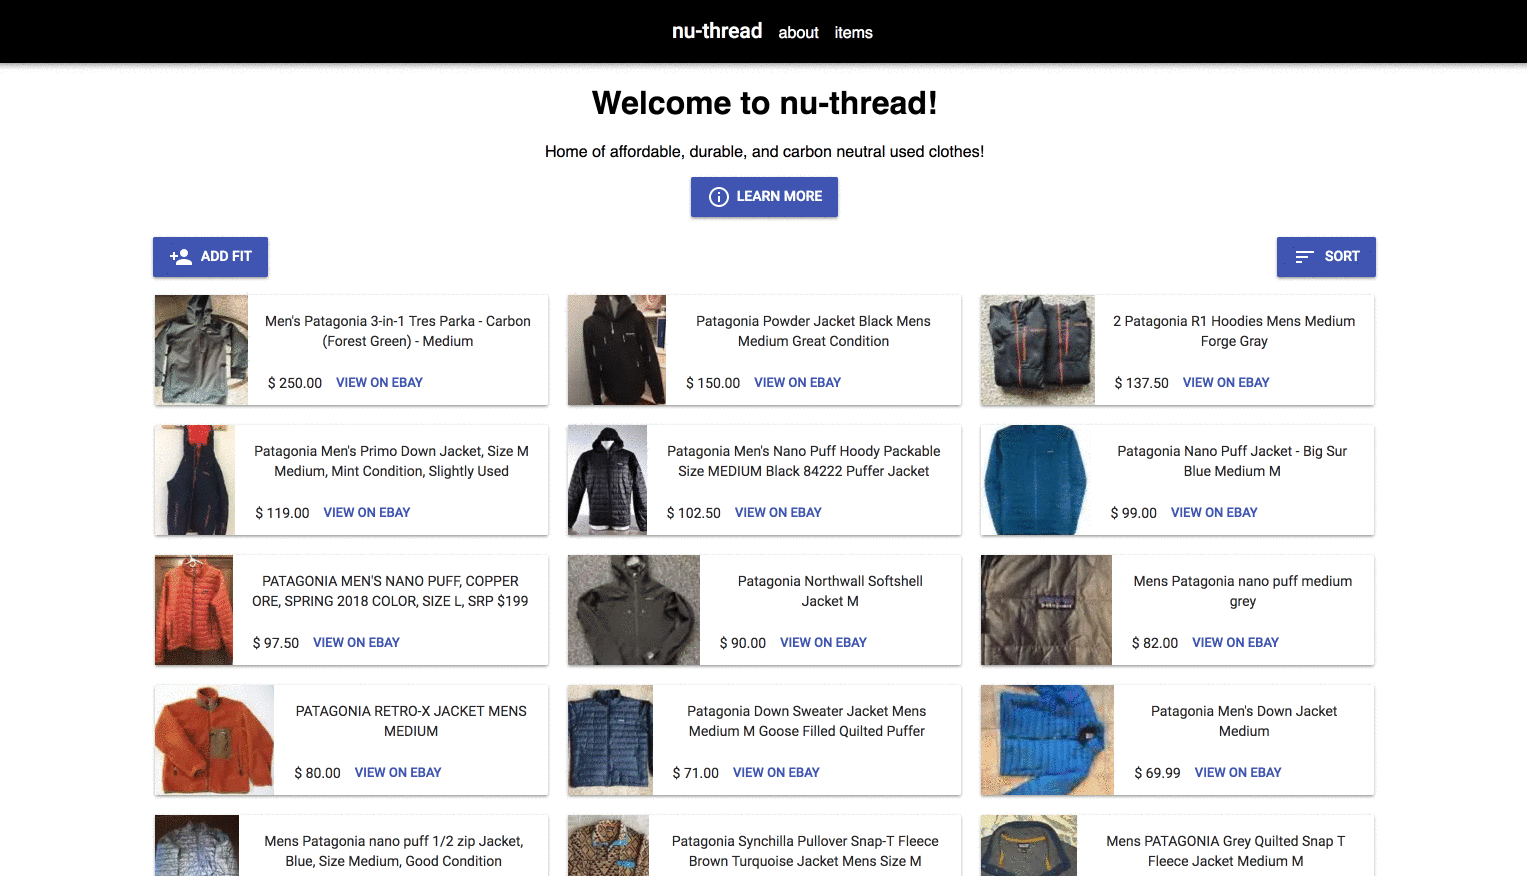 nu-thread about items
Welcome to nu-thread!
Home of affordable, durable, and carbon neutral used clothes!
LEARN MORE
ADD FIT
SORT
Men's Patagonia 3-in-1 Tres Parka - Carbon
(Forest Green) - Medium
$ 250.00 VIEW ON EBAY
Patagonia Powder Jacket Black Mens
Medium Great Condition
$ 150.00 VIEW ON EBAY
2 Patagonia R1 Hoodies Mens Medium
Forge Gray
$ 137.50 VIEW ON EBAY
Patagonia Men's Primo Down Jacket, Size M
Medium, Mint Condition, Slightly Used
$ 119.00 VIEW ON EBAY
Patagonia Men's Nano Puff Hoody Packable
Size MEDIUM Black 84222 Puffer Jacket
$ 102.50 VIEW ON EBAY
Patagonia Nano Puff Jacket - Big Sur
Blue Medium M
$ 99.00 VIEW ON EBAY
PATAGONIA MEN'S NANO PUFF, COPPER
ORE, SPRING 2018 COLOR, SIZE L, SRP $199
$ 97.50 VIEW ON EBAY
Patagonia Northwall Softshell
Jacket M
$ 90.00 VIEW ON EBAY
Mens Patagonia nano puff medium
grey
$ 82.00 VIEW ON EBAY
PATAGONIA RETRO-X JACKET MENS
MEDIUM
$ 80.00 VIEW ON EBAY
Patagonia Down Sweater Jacket Mens
Medium M Goose Filled Quilted Puffer
$ 71.00 VIEW ON EBAY
Patagonia Men's Down Jacket
Medium
$ 69.99 VIEW ON EBAY
Mens Patagonia nano puff 1/2 zip Jacket,
Blue, Size Medium, Good Condition
Patagonia Synchilla Pullover Snap-T Fleece
Brown Turquoise Jacket Mens Size M
Mens PATAGONIA Grey Quilted Snap T
Fleece Jacket Medium M